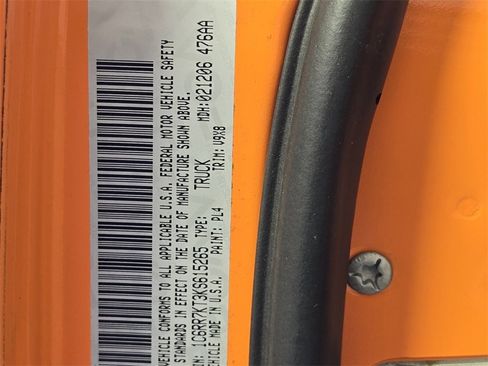 MDH:021206 476AA
VEHICLE CONFORMS TO ALL APPLICABLE U.S.A. FEDERAL MOTOR VEHICLE SAFETY
STANDARDS IN EFFECT ON THE DATE OF MANUFACTURE SHOWN ABOVE.
1C6RR7KT3KS615265 TYPE: TRUCK
PAINT: PL4 TRIM: V9X8
VEHICLE MADE IN U.S.A.